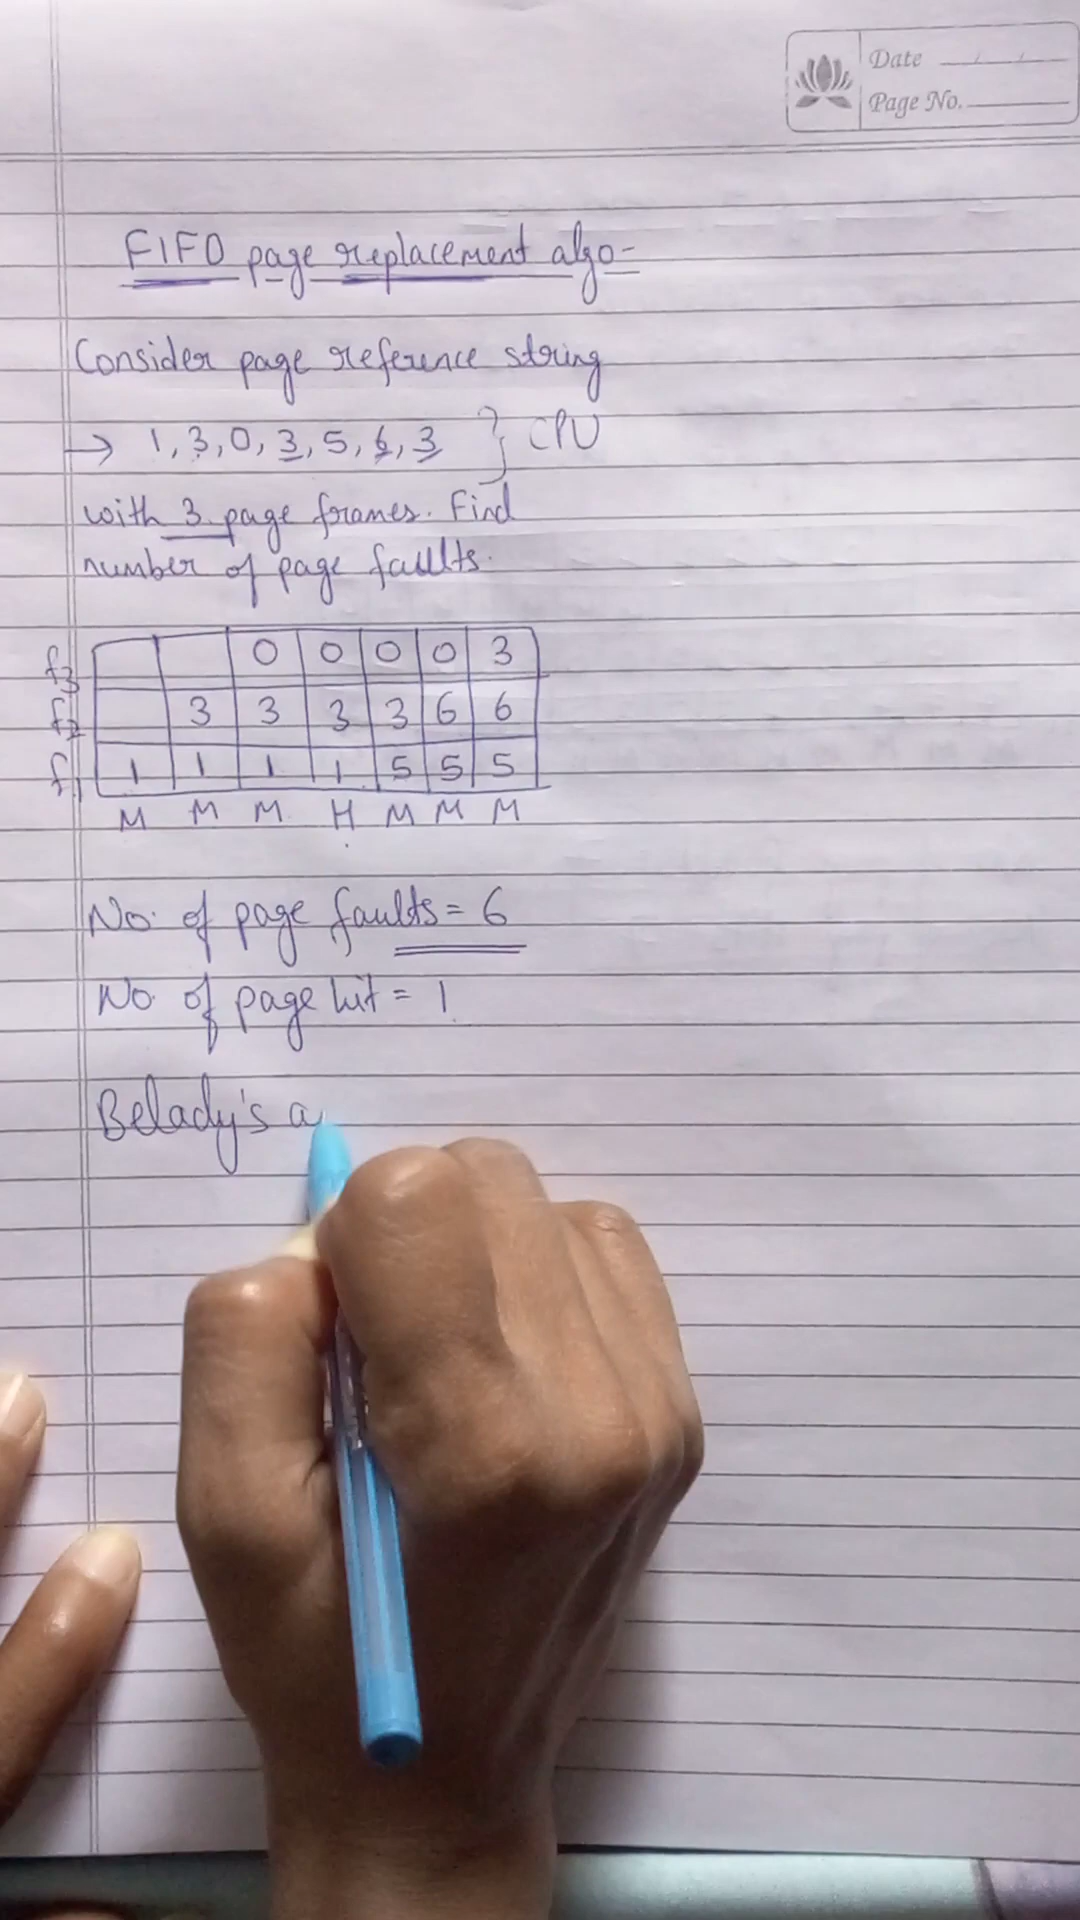 Date
Page No.
FIFO page replacement algo-
Consider page reference string
→ 1, 3, 0, 3, 5, 6, 3 } CPU
with 3 page frames. Find
number of page faults.
f3 0 0 0 0 3
f2 3 3 3 3 6 6
f1 1 1 1 1 5 5 5
M M M H M M M
No. of page faults = 6
No. of page hit = 1
Belady's a